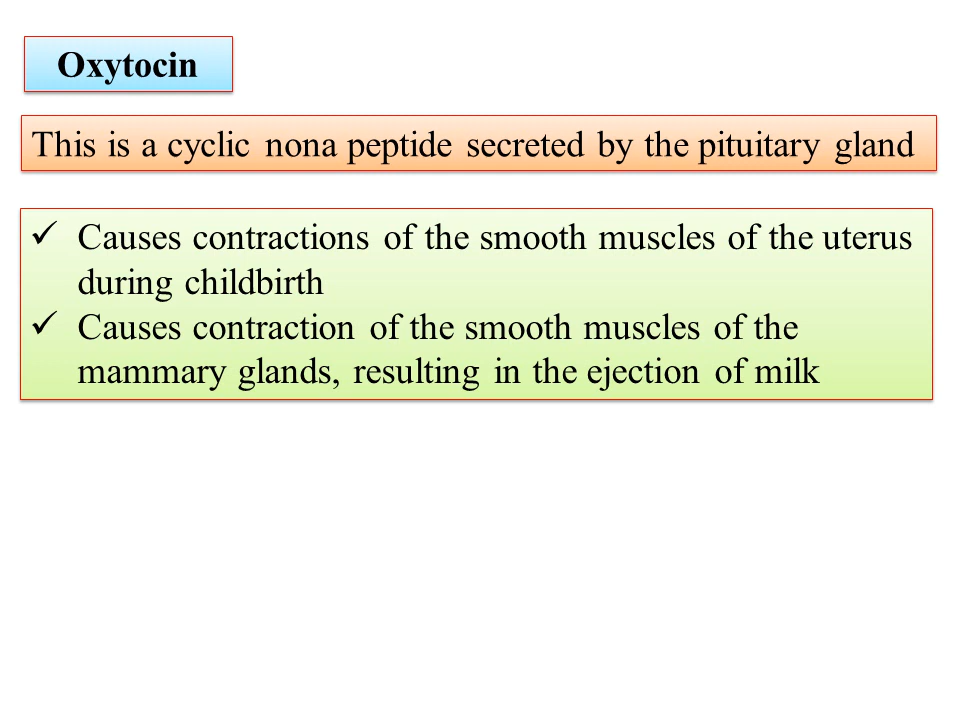 Oxytocin
This is a cyclic nona peptide secreted by the pituitary gland
✓ Causes contractions of the smooth muscles of the uterus
during childbirth
✓ Causes contraction of the smooth muscles of the
mammary glands, resulting in the ejection of milk